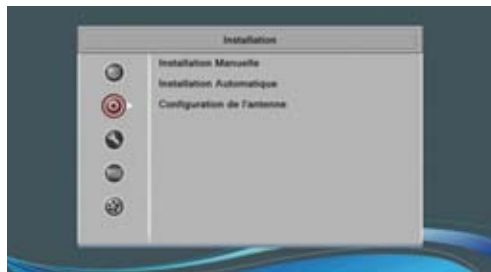 Installation
Installation Manuelle
Installation Automatique
Configuration de l'antenne